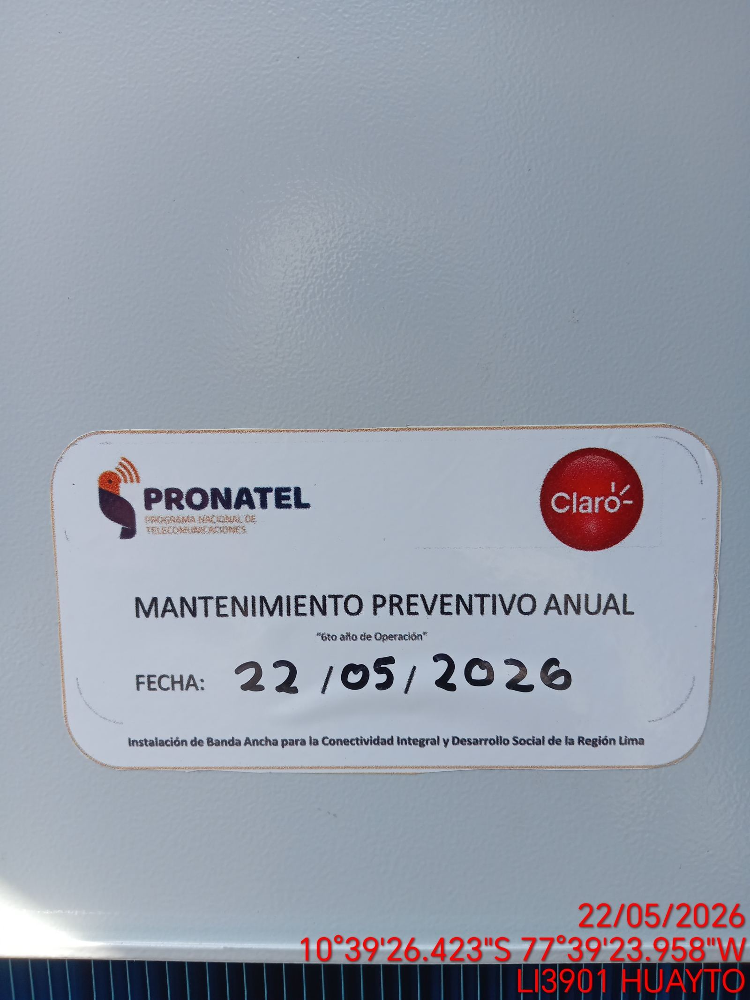 PRONATEL
PROGRAMA NACIONAL DE
TELECOMUNICACIONES
Claro
MANTENIMIENTO PREVENTIVO ANUAL
"6to año de Operación"
FECHA: 22/05/2026
Instalación de Banda Ancha para la Conectividad Integral y Desarrollo Social de la Región Lima
22/05/2026
10°39'26.423"S 77°39'23.958"W
LI3901 HUAYTO